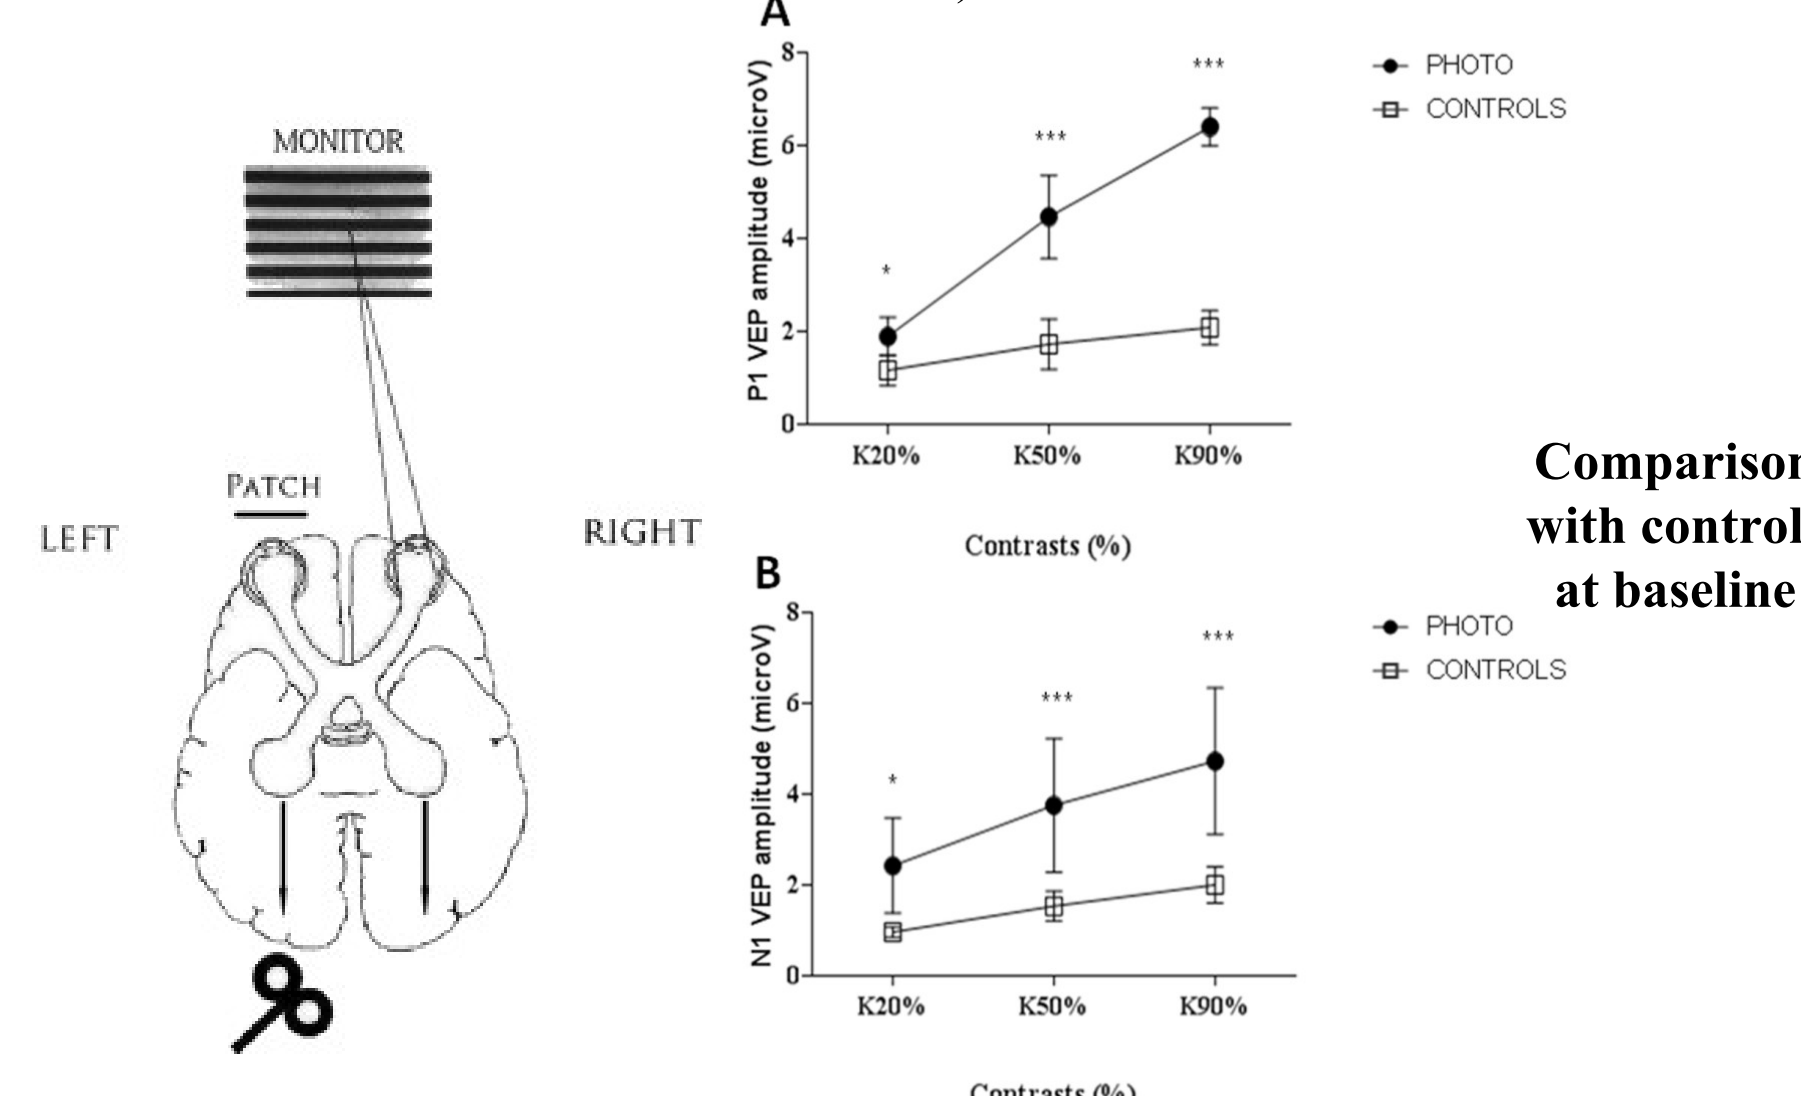 MONITOR
PATCH
LEFT
RIGHT
A
8
6
4
2
0
P1 VEP amplitude (microV)
*
***
***
K20%
K50%
K90%
Contrasts (%)
PHOTO
CONTROLS
B
8
6
4
2
0
N1 VEP amplitude (microV)
*
***
***
K20%
K50%
K90%
Contrasts (%)
PHOTO
CONTROLS
Comparison
with control
at baseline